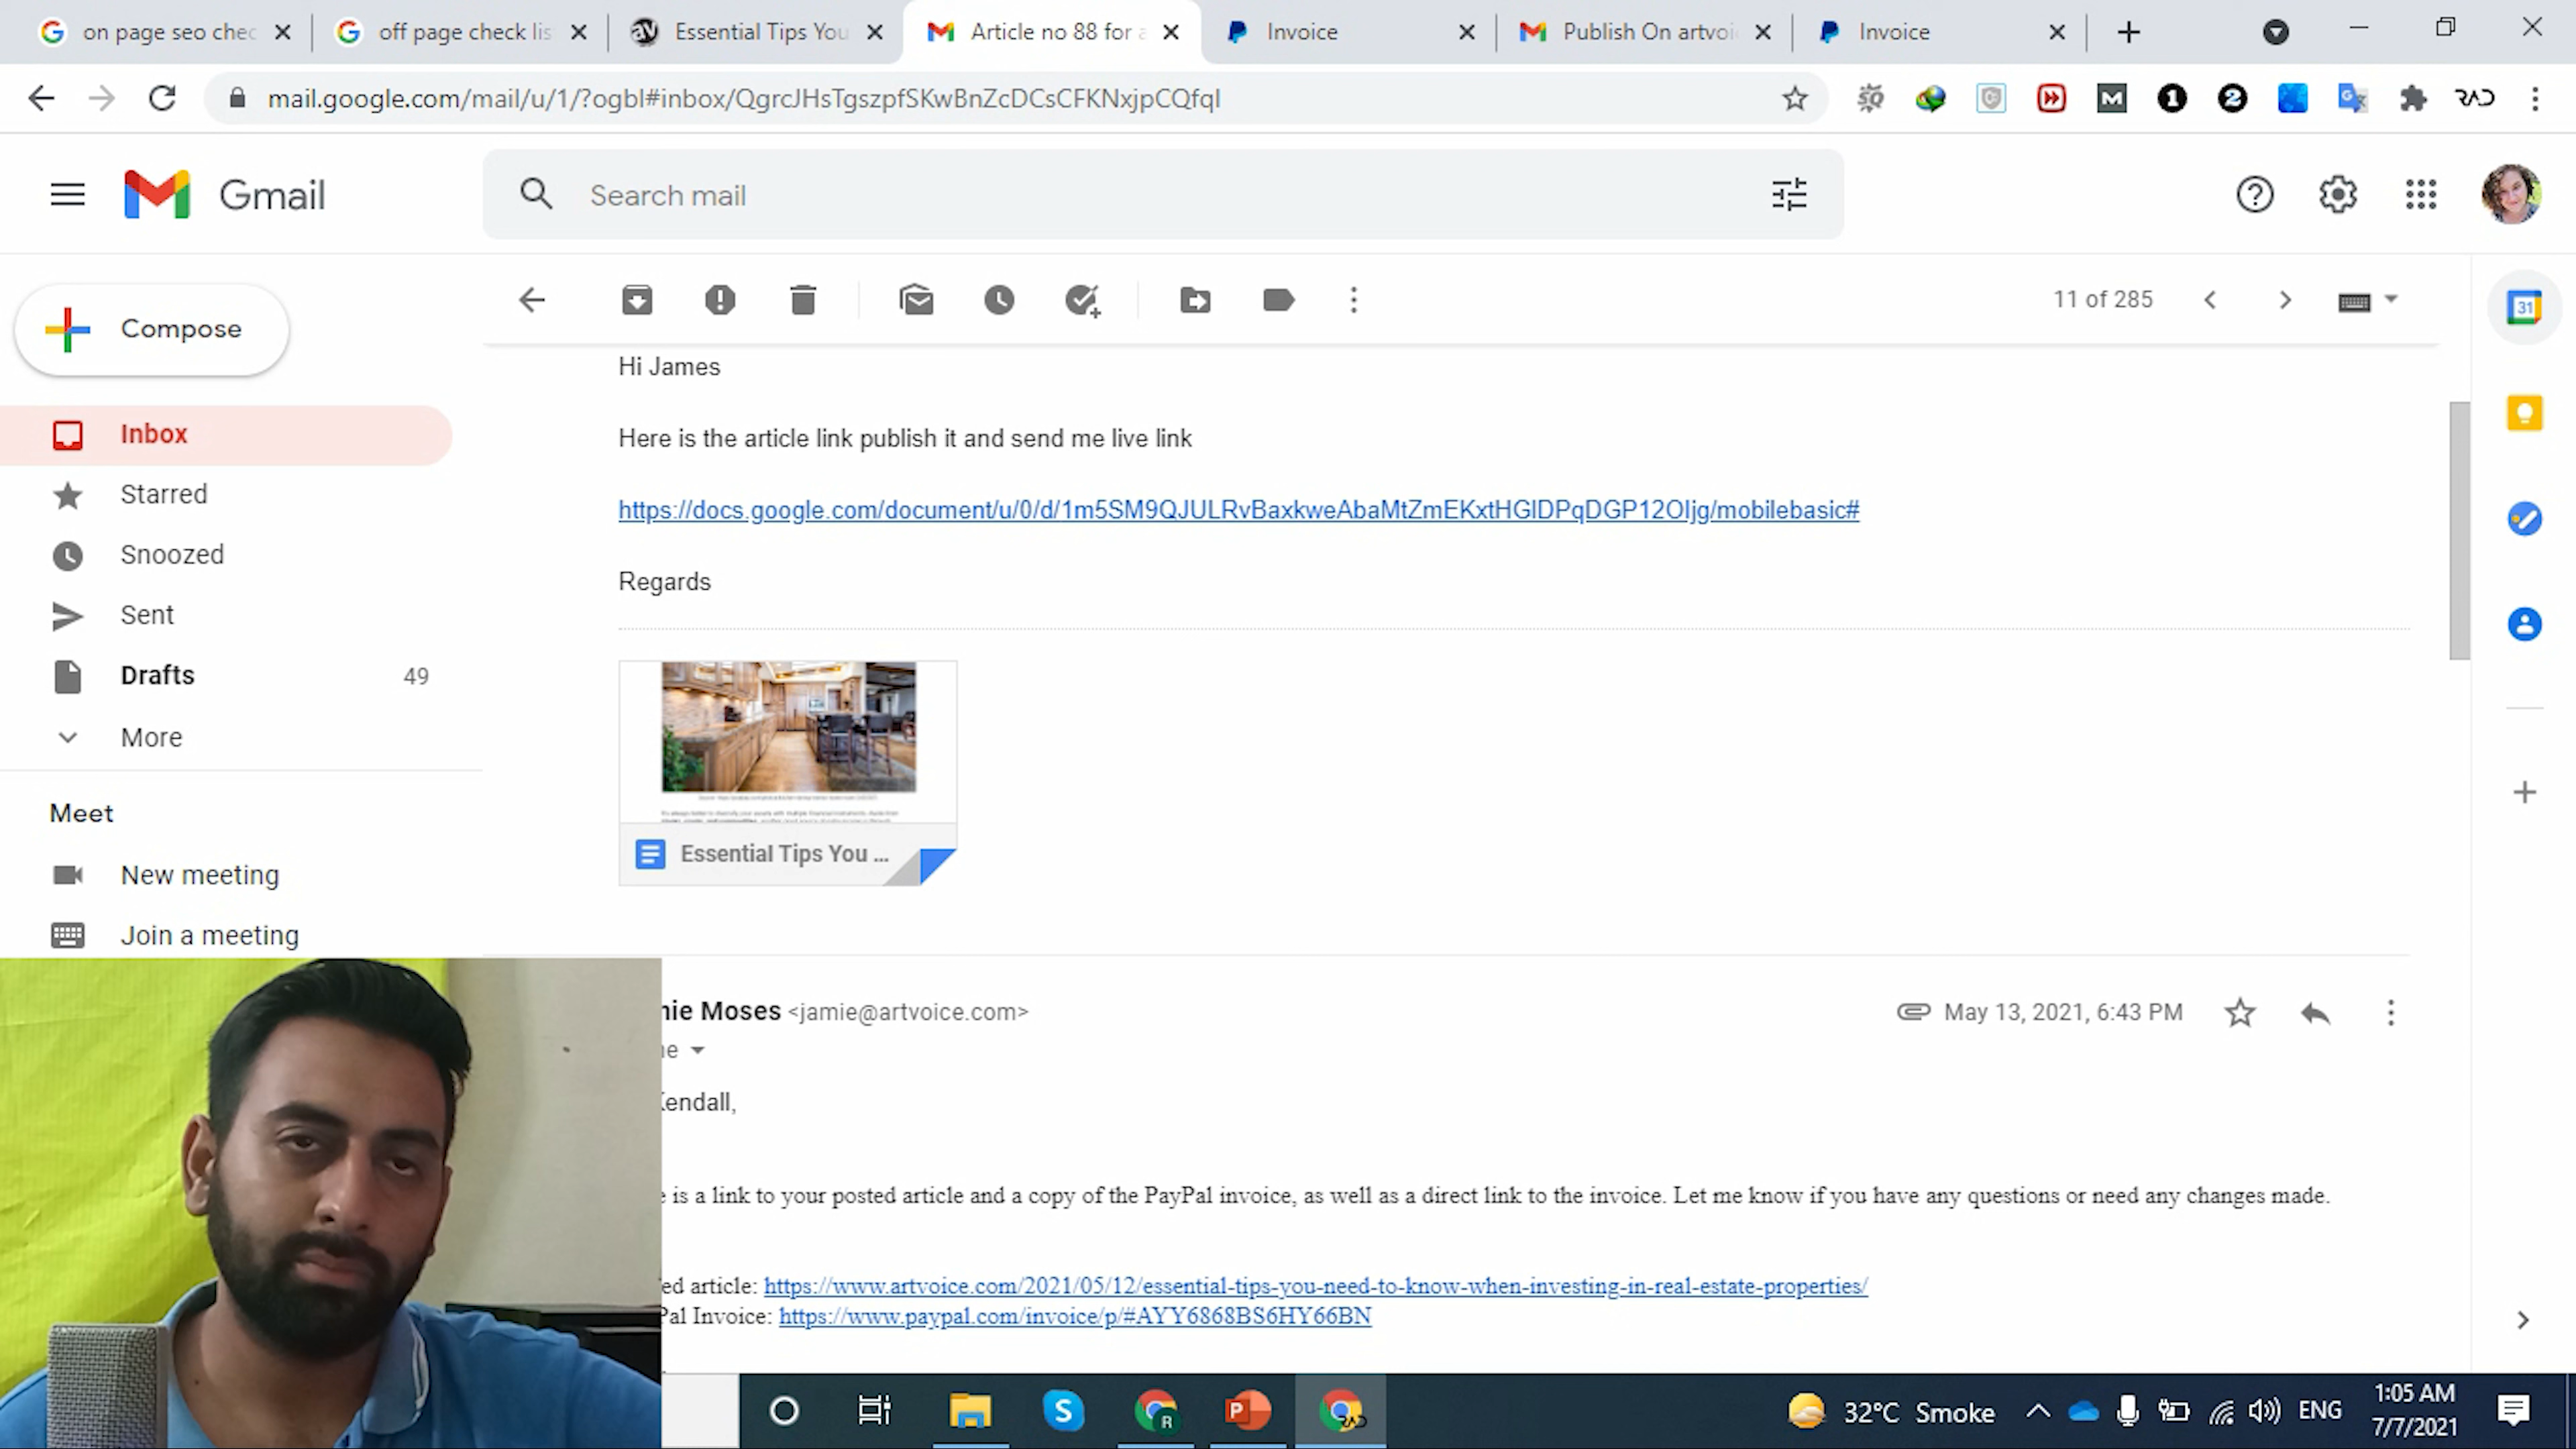 on page seo chec
off page check lis
Essential Tips You
Article no 88 for a
Invoice
Publish On artvoi
Invoice
mail.google.com/mail/u/1/?ogbl#inbox/QgrcJHsTgszpfSKwBnZcDCsCFKNxjpCQfqI
RAD
Gmail
Search mail
Compose
11 of 285
31
Inbox
Starred
Snoozed
Sent
Drafts 49
More
Meet
New meeting
Join a meeting
Hi James
Here is the article link publish it and send me live link
https://docs.google.com/document/u/0/d/1m5SM9QJULRvBaxkweAbaMtZmEKxtHGlDPqDGP12OIjg/mobilebasic#
Regards
Essential Tips You ...
nie Moses <jamie@artvoice.com>
May 13, 2021, 6:43 PM
e
Kendall,
e is a link to your posted article and a copy of the PayPal invoice, as well as a direct link to the invoice. Let me know if you have any questions or need any changes made.
ed article: https://www.artvoice.com/2021/05/12/essential-tips-you-need-to-know-when-investing-in-real-estate-properties/
Pal Invoice: https://www.paypal.com/invoice/p/#AYY6868BS6HY66BN
32°C Smoke
ENG
1:05 AM
7/7/2021